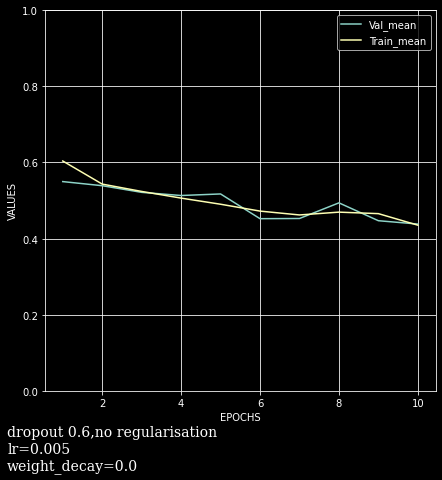 1.0
0.8
0.6
0.4
0.2
0.0
VALUES
Val_mean
Train_mean
2 4 6 8 10
EPOCHS
dropout 0.6,no regularisation
lr=0.005
weight_decay=0.0